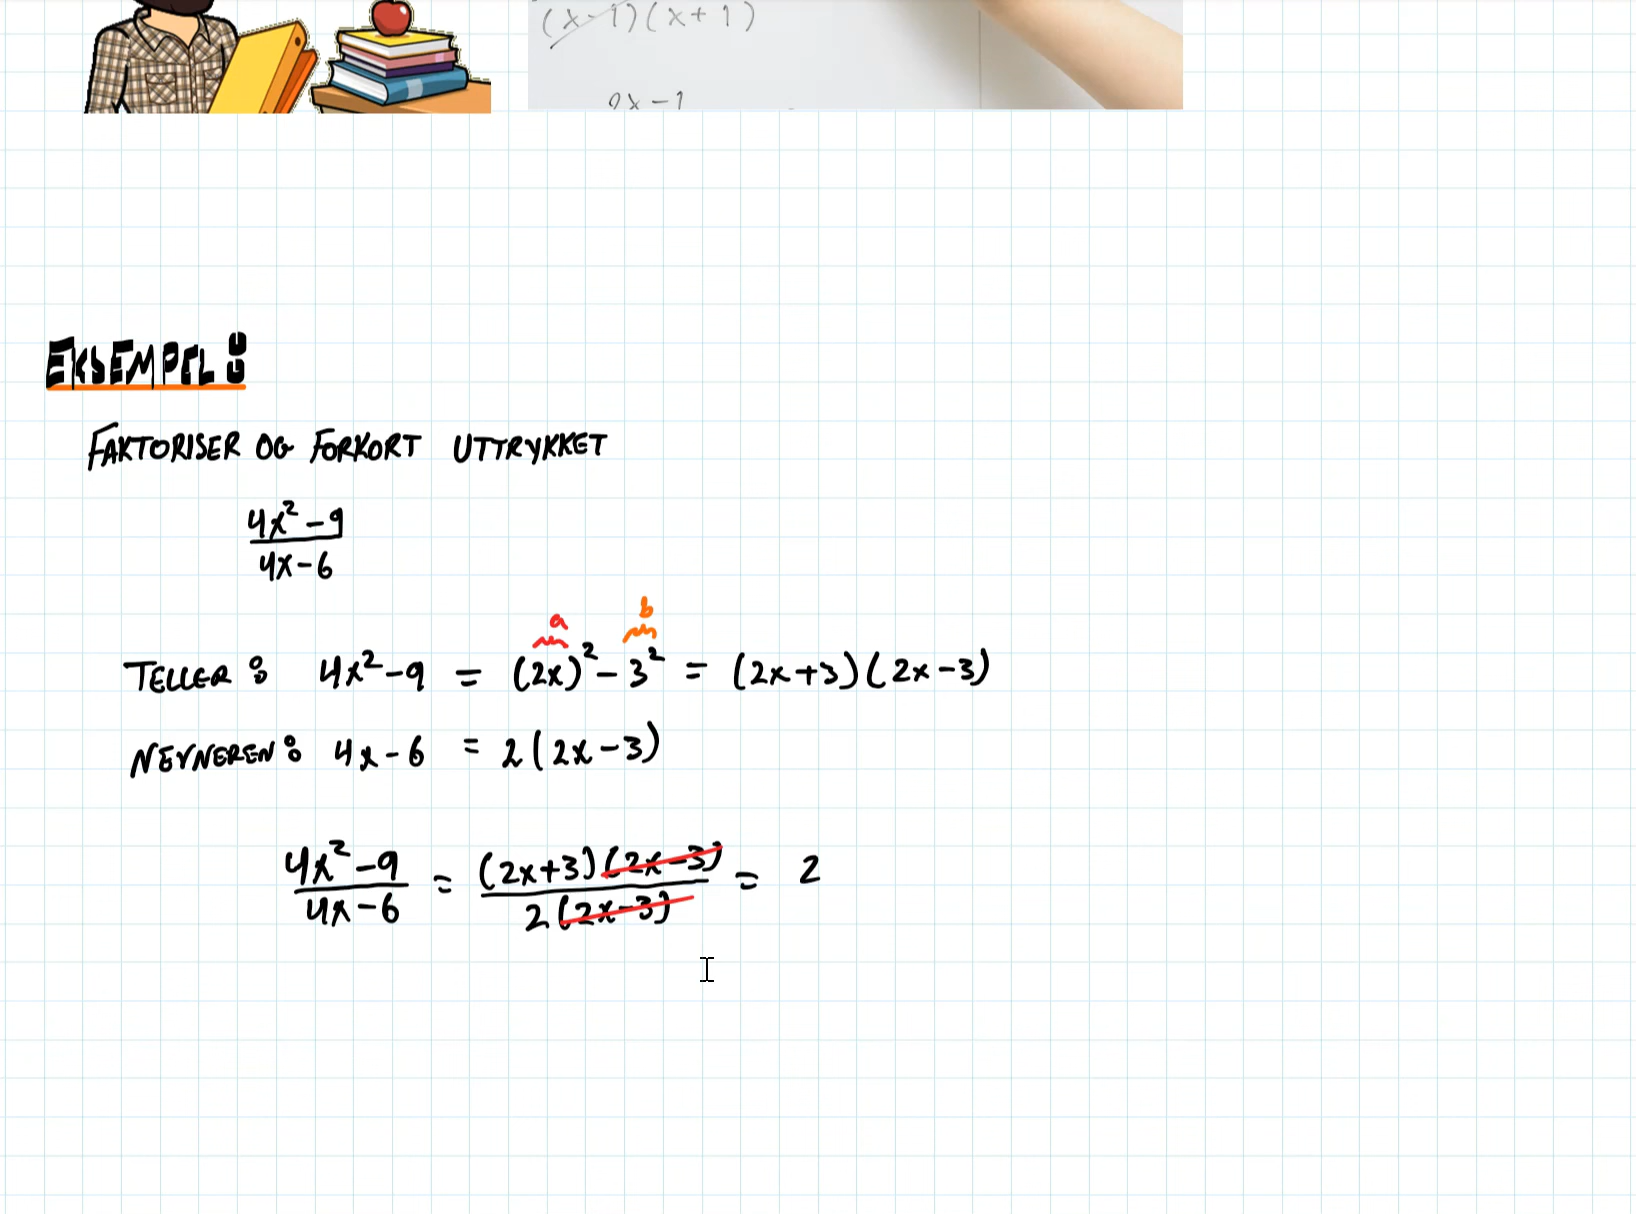 (x-1)(x+1)
2x-1
EKSEMPEL:
FAKTORISER OG FORKORT UTTRYKKET
4x²-9
4x-6
a b
TELLER: 4x²-9 = (2x)²-3² = (2x+3)(2x-3)
NEVNEREN: 4x-6 = 2(2x-3)
4x²-9 = (2x+3)(2x-3) = 2
4x-6 2(2x-3)